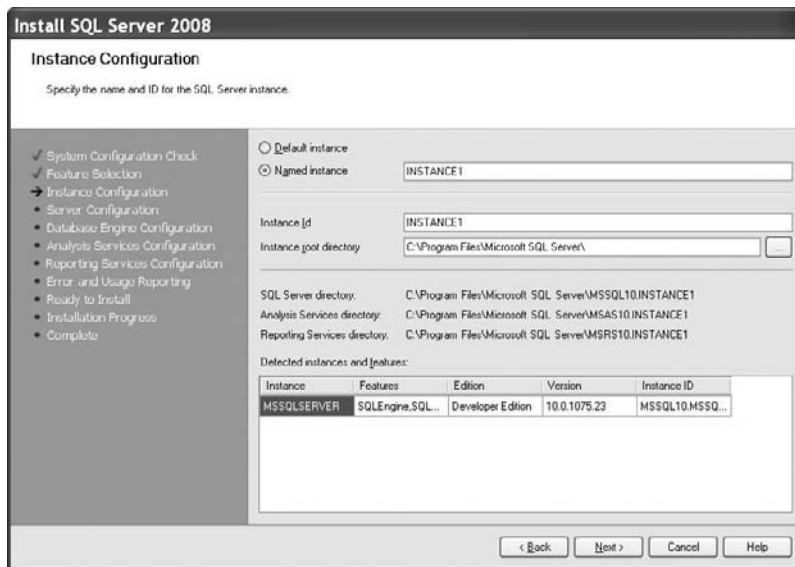 Install SQL Server 2008
Instance Configuration
Specify the name and ID for the SQL Server instance.
System Configuration Check
Feature Selection
Instance Configuration
Server Configuration
Database Engine Configuration
Analysis Services Configuration
Reporting Services Configuration
Error and Usage Reporting
Ready to Install
Installation Progress
Complete
Default instance
Named instance INSTANCE1
Instance Id INSTANCE1
Instance root directory C:\Program Files\Microsoft SQL Server\ ...
SQL Server directory: C:\Program Files\Microsoft SQL Server\MSSQL10.INSTANCE1
Analysis Services directory: C:\Program Files\Microsoft SQL Server\MSAS10.INSTANCE1
Reporting Services directory: C:\Program Files\Microsoft SQL Server\MSRS10.INSTANCE1
Detected instances and features:
Instance Features Edition Version Instance ID
MSSQLSERVER SQLEngine,SQL... Developer Edition 10.0.1075.23 MSSQL10.MSSQ...
< Back Next > Cancel Help